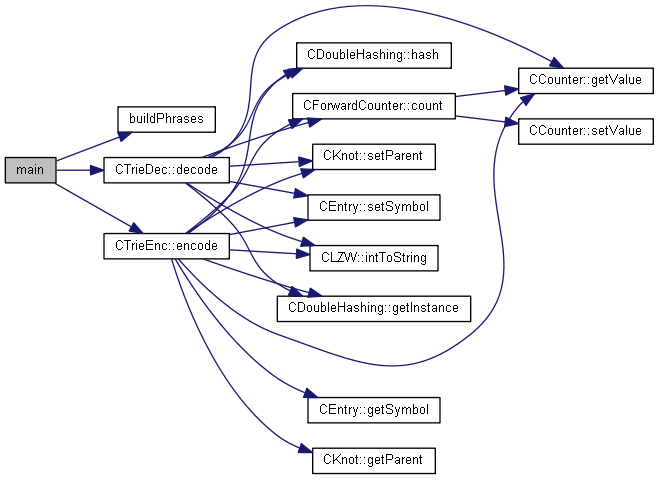 main
buildPhrases
CTrieDec::decode
CTrieEnc::encode
CDoubleHashing::hash
CForwardCounter::count
CKnot::setParent
CEntry::setSymbol
CLZW::intToString
CDoubleHashing::getInstance
CEntry::getSymbol
CKnot::getParent
CCounter::getValue
CCounter::setValue